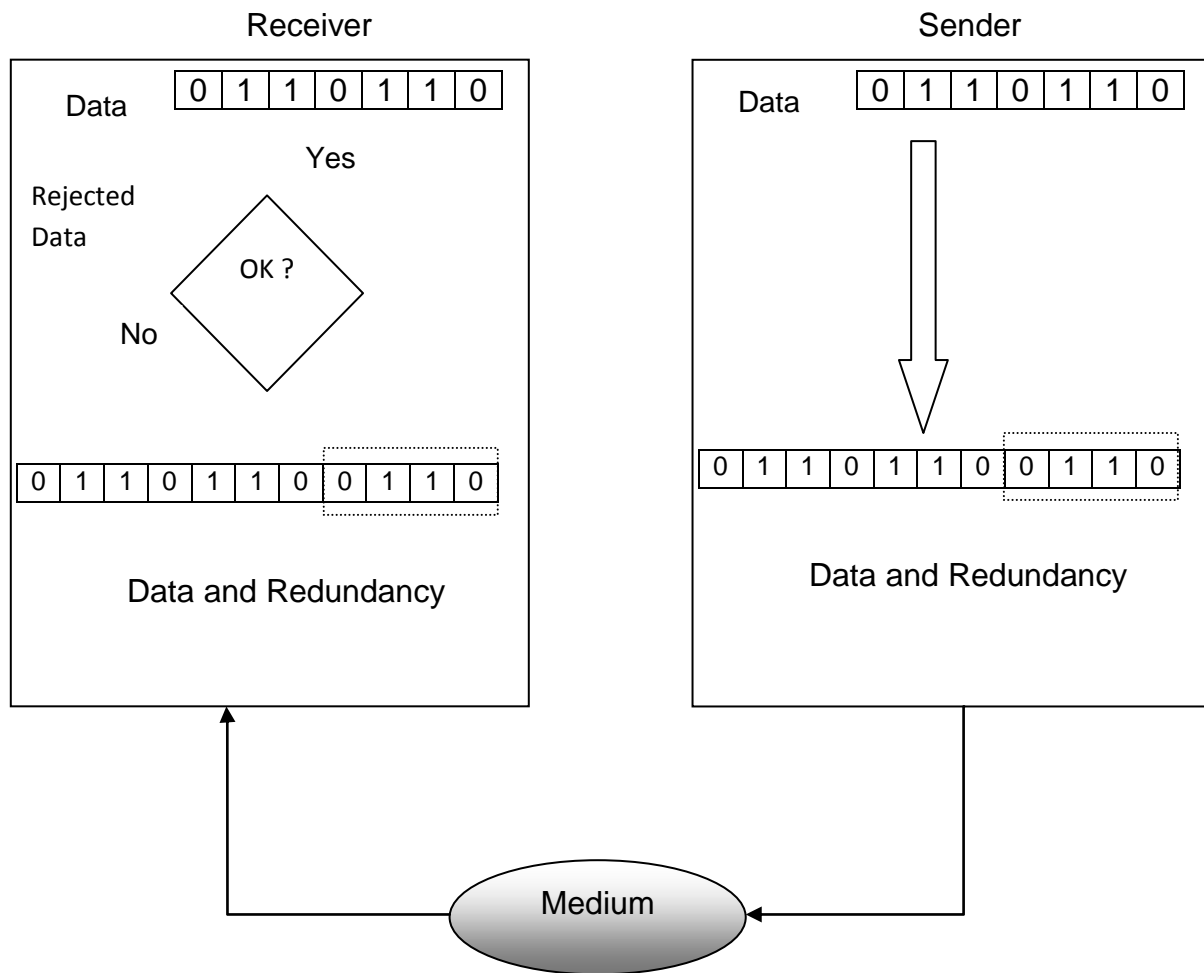 Receiver
Data 0 1 1 0 1 1 0
Yes
Rejected
Data
OK ?
No
0 1 1 0 1 1 0 0 1 1 0
Data and Redundancy
Sender
Data 0 1 1 0 1 1 0
0 1 1 0 1 1 0 0 1 1 0
Data and Redundancy
Medium